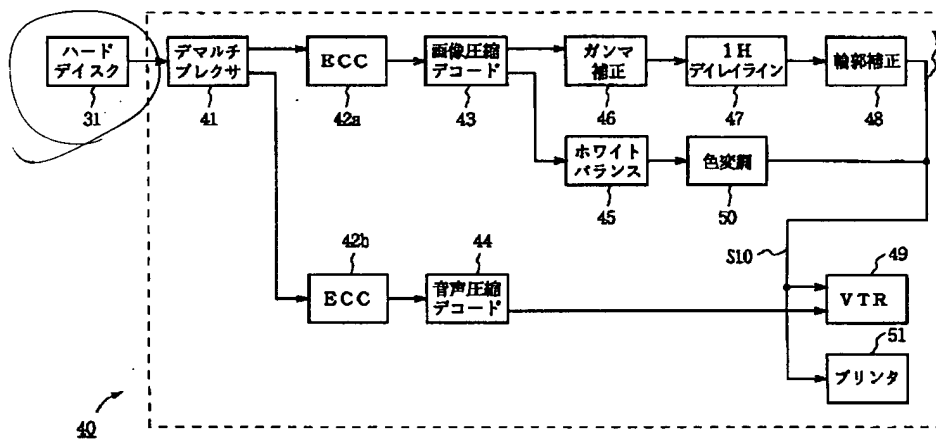 ハード
デイスク
31
デマルチ
プレクサ
41
ECC
42a
画像圧縮
デコード
43
ガンマ
補正
46
1H
デイレイライン
47
輪郭補正
48
ホワイト
バランス
45
色変調
50
42b
ECC
44
音声圧縮
デコード
S10
49
VTR
51
プリンタ
40